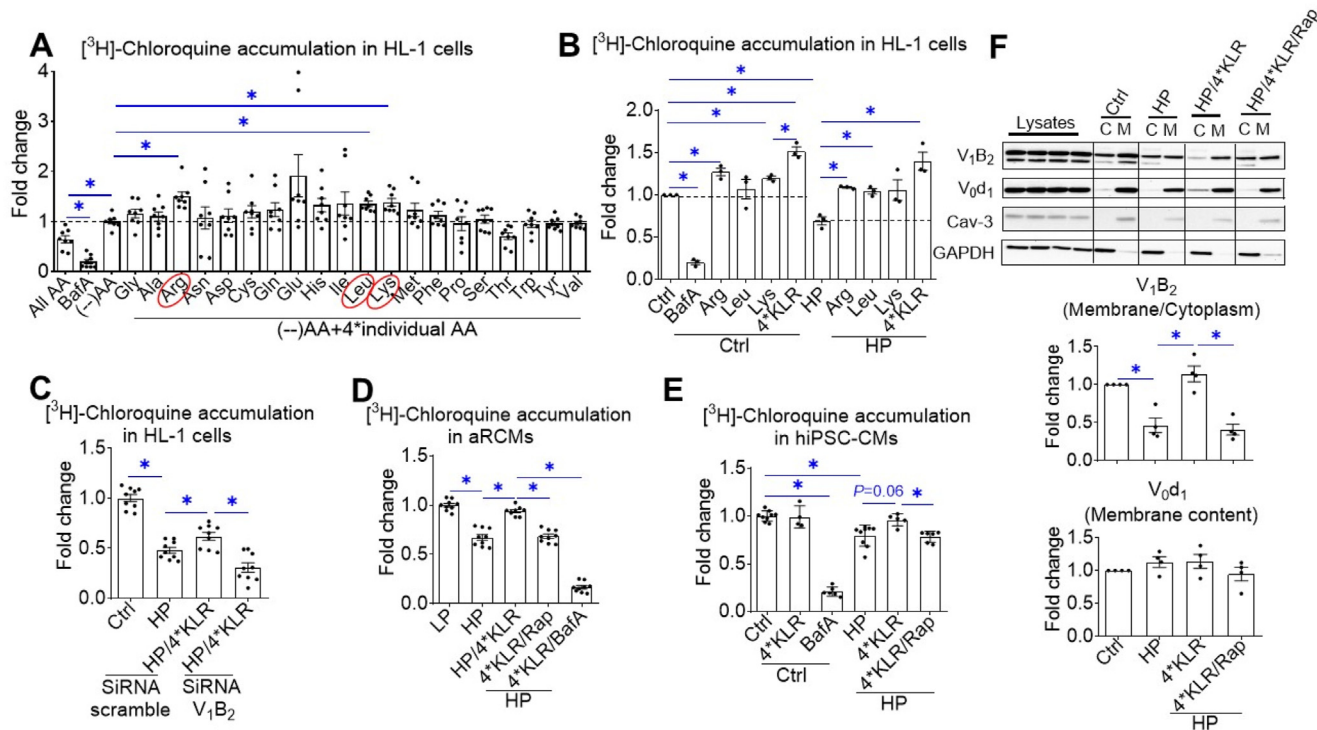 A
[³H]-Chloroquine accumulation in HL-1 cells
Fold change
4
3
2
1
0
* * * * *
All AA
BafA
(--)AA
Gly
Ala
Arg
Asn
Asp
Cys
Gln
Glu
His
Ile
Leu
Lys
Met
Phe
Pro
Ser
Thr
Trp
Tyr
Val
(--)AA+4*individual AA
B
[³H]-Chloroquine accumulation in HL-1 cells
Fold change
2.0
1.5
1.0
0.5
0.0
* * * * * * * * *
Ctrl
BafA
Arg
Leu
Lys
4*KLR
HP
Arg
Leu
Lys
4*KLR
Ctrl
HP
C
[³H]-Chloroquine accumulation
in HL-1 cells
Fold change
1.5
1.0
0.5
0.0
* * *
Ctrl
HP
HP/4*KLR
HP/4*KLR
SiRNA
scramble
SiRNA
V₁B₂
D
[³H]-Chloroquine accumulation
in aRCMs
Fold change
1.5
1.0
0.5
0.0
* * * *
LP
HP
HP/4*KLR
4*KLR/Rap
4*KLR/BafA
HP
E
[³H]-Chloroquine accumulation
in hiPSC-CMs
Fold change
1.5
1.0
0.5
0.0
* *
P=0.06 *
Ctrl
4*KLR
BafA
HP
4*KLR
4*KLR/Rap
Ctrl
HP
F
Ctrl
HP
HP/4*KLR
HP/4*KLR/Rap
Lysates
C M C M C M C M
V₁B₂
V₀d₁
Cav-3
GAPDH
V₁B₂
(Membrane/Cytoplasm)
Fold change
1.5
1.0
0.5
0.0
* * *
V₀d₁
(Membrane content)
Fold change
1.5
1.0
0.5
0.0
Ctrl
HP
4*KLR
4*KLR/Rap
HP